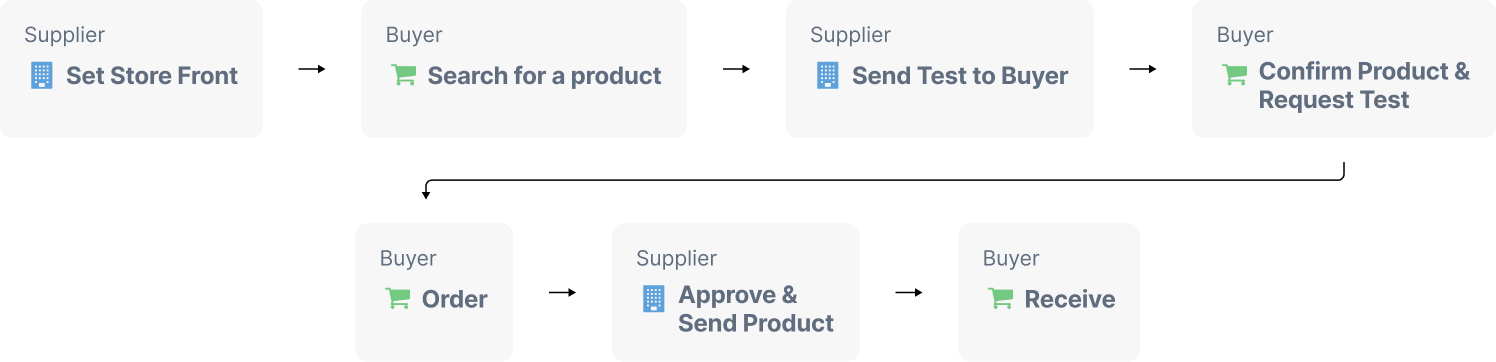 Supplier
Set Store Front
Buyer
Search for a product
Supplier
Send Test to Buyer
Buyer
Confirm Product &
Request Test
Buyer
Order
Supplier
Approve &
Send Product
Buyer
Receive